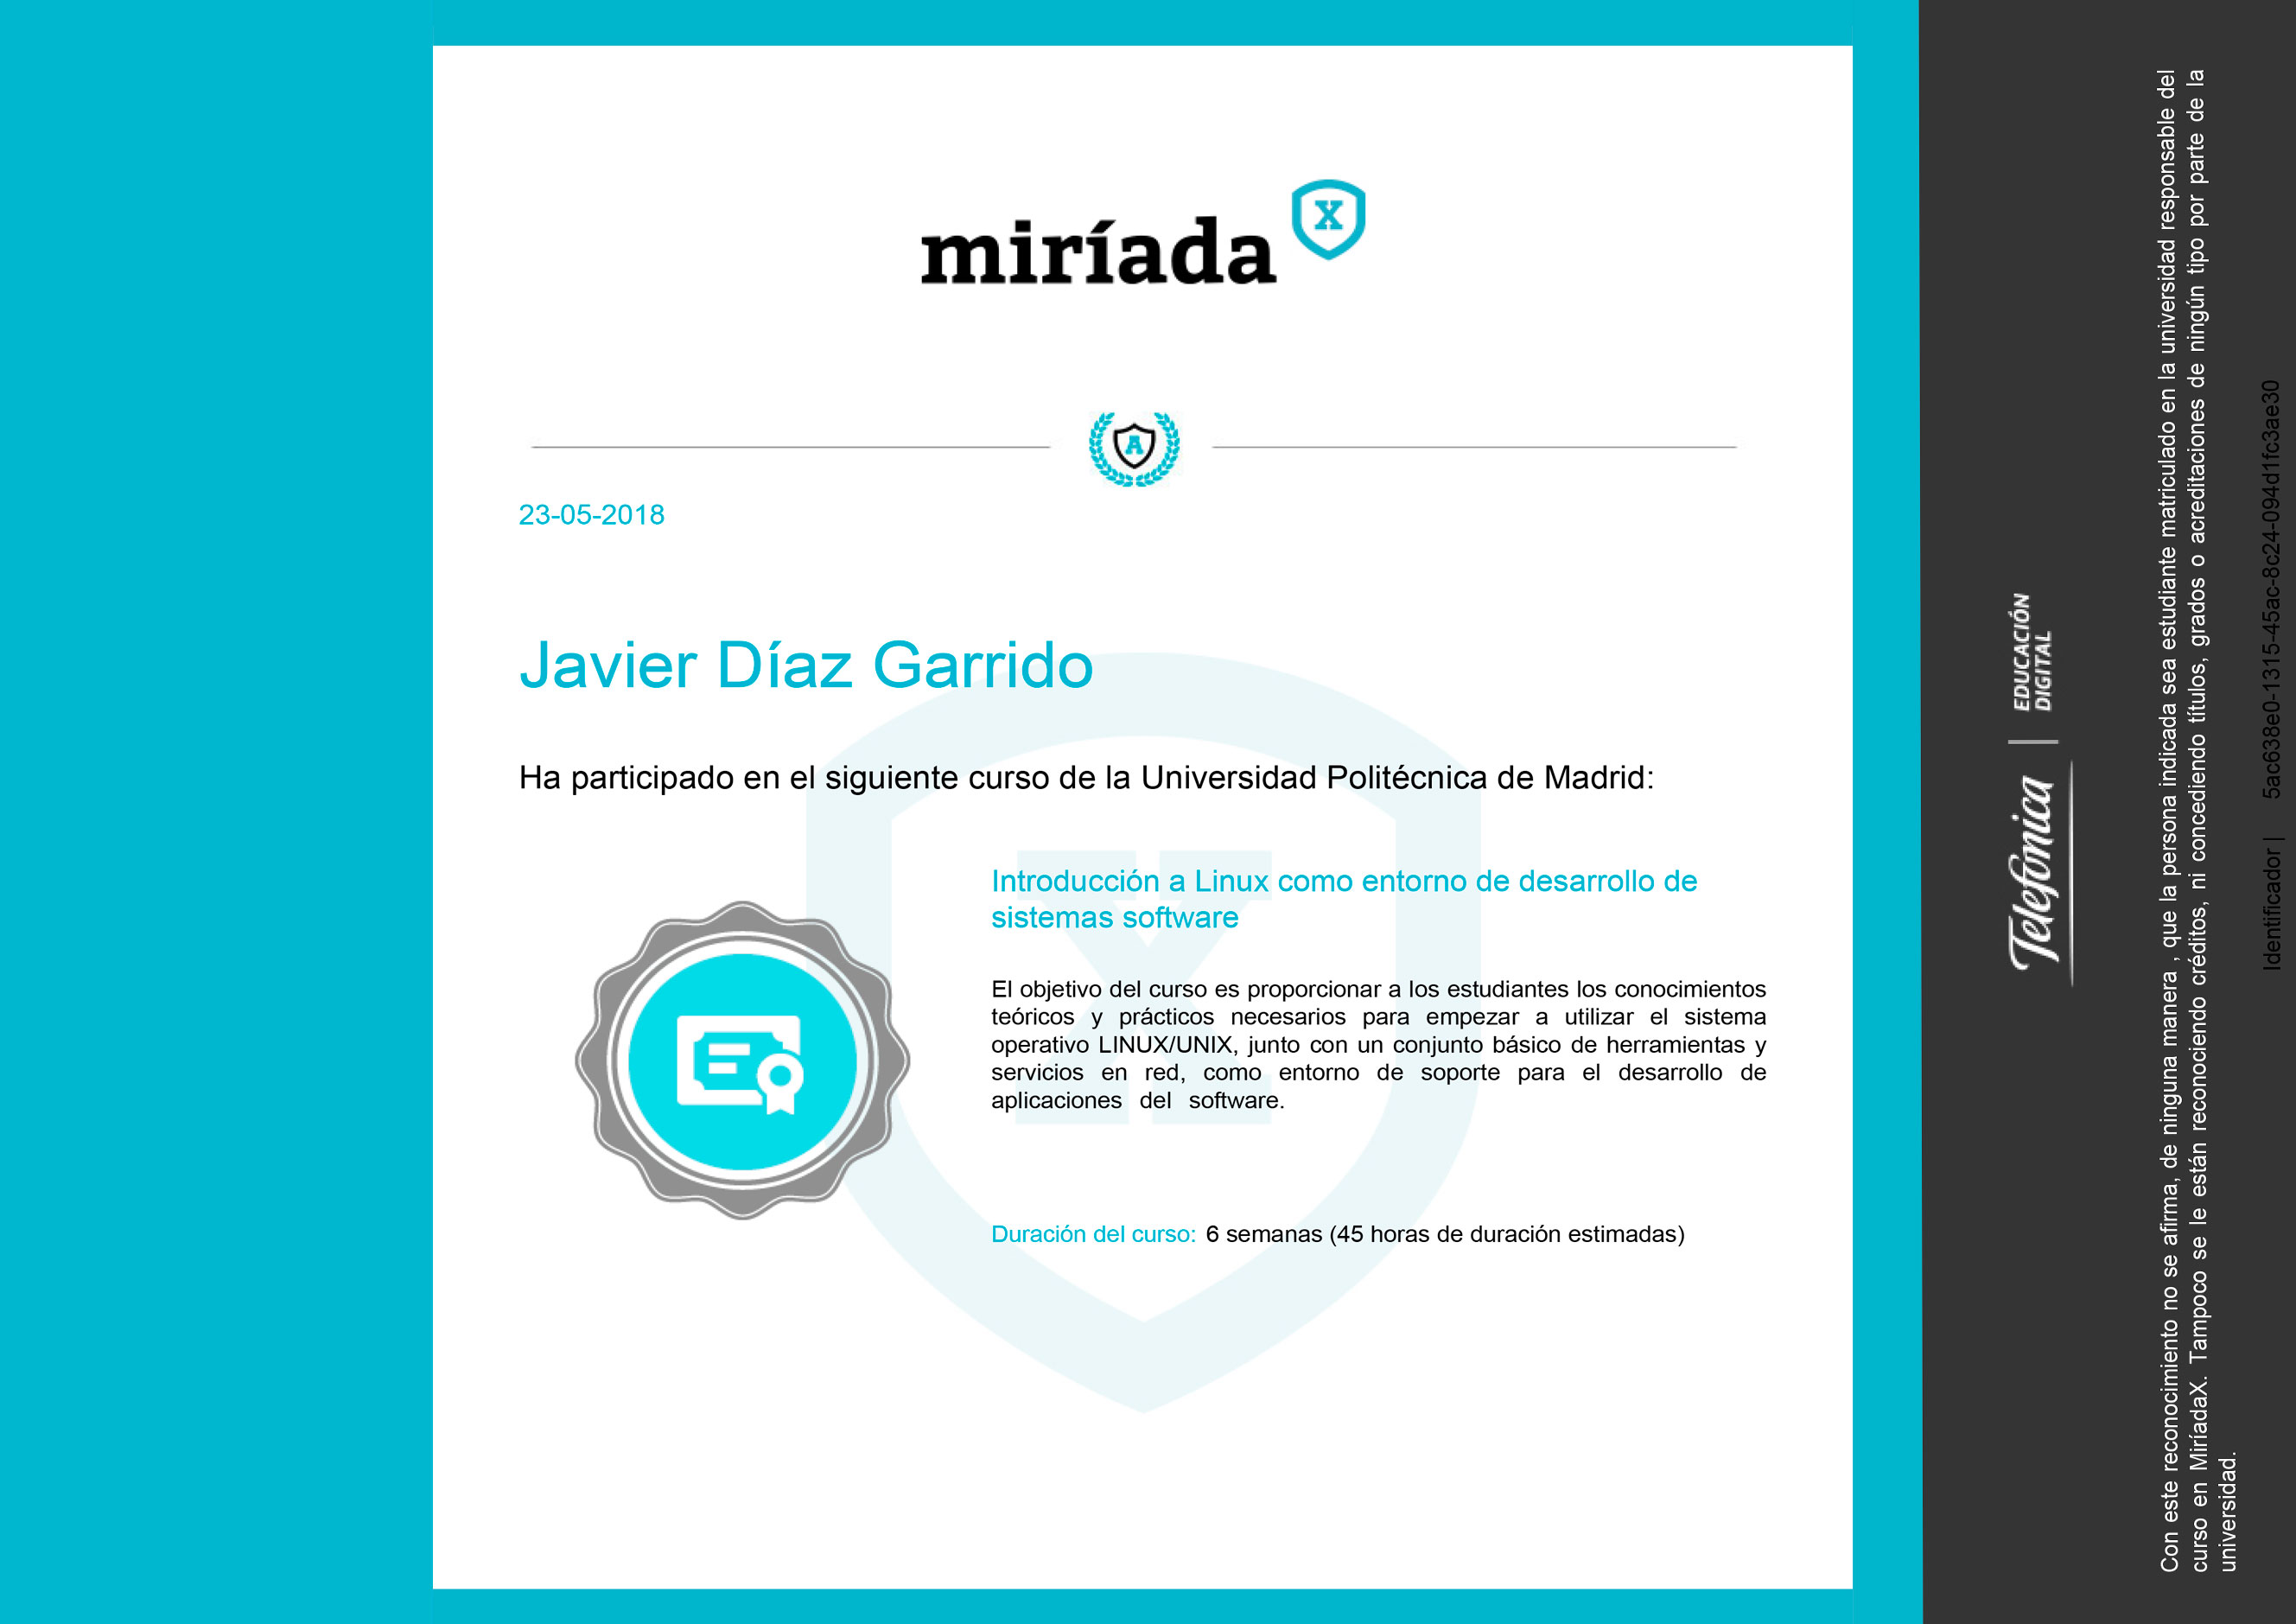 miríada X
A
23-05-2018
Javier Díaz Garrido
Ha participado en el siguiente curso de la Universidad Politécnica de Madrid:
Introducción a Linux como entorno de desarrollo de
sistemas software
El objetivo del curso es proporcionar a los estudiantes los conocimientos
teóricos y prácticos necesarios para empezar a utilizar el sistema
operativo LINUX/UNIX, junto con un conjunto básico de herramientas y
servicios en red, como entorno de soporte para el desarrollo de
aplicaciones del software.
Duración del curso: 6 semanas (45 horas de duración estimadas)
X
Telefónica | EDUCACIÓN
DIGITAL
Con este reconocimiento no se afirma, de ninguna manera , que la persona indicada sea estudiante matriculado en la universidad responsable del
curso en MiríadaX. Tampoco se le están reconociendo créditos, ni concediendo títulos, grados o acreditaciones de ningún tipo por parte de la
universidad.
Identificador | 5ac638e0-1315-45ac-8c24-094d1fc3ae30